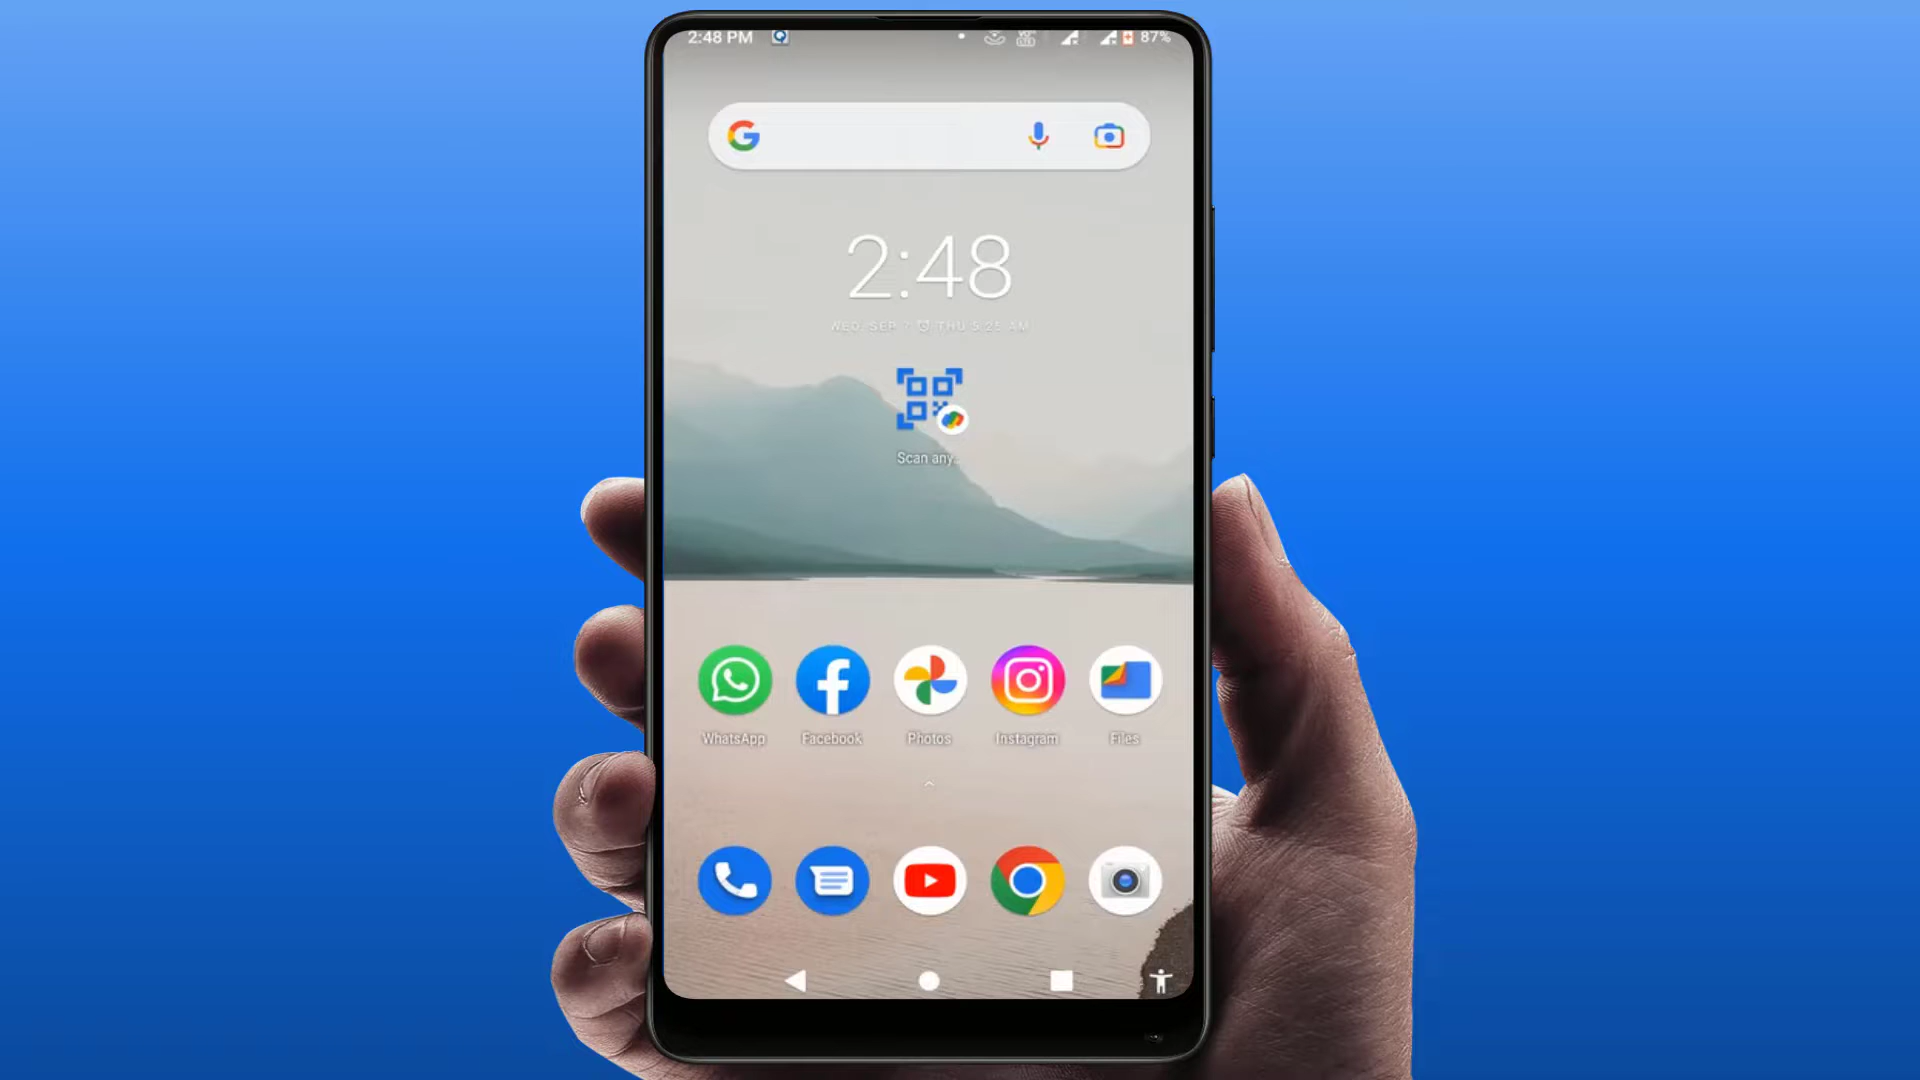 2:48 PM 87%
2:48
WED, SEP 7 THU 5:25 AM
Scan any...
WhatsApp Facebook Photos Instagram Files